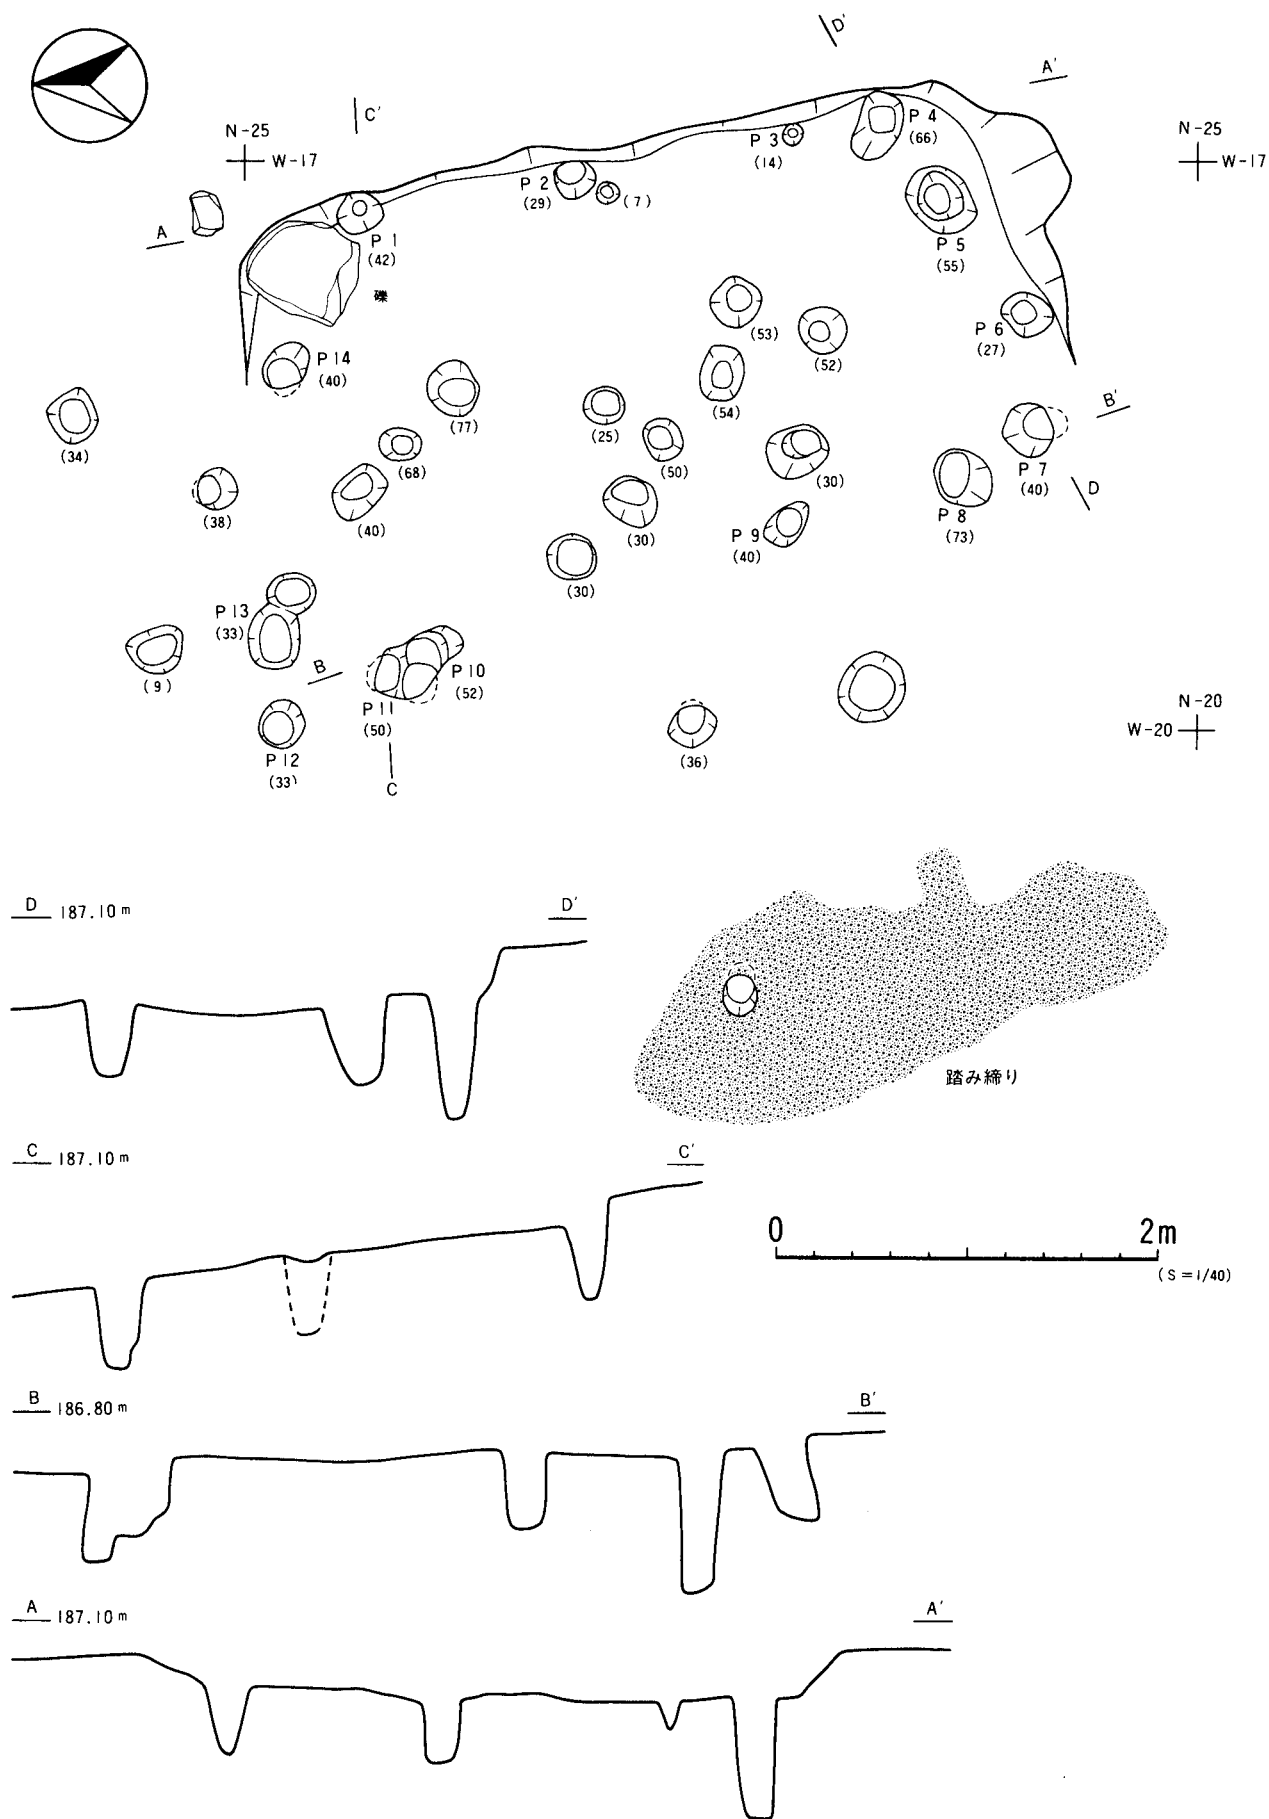 D'
A'
C'
N-25
W-17
P 4
(66)
N-25
W-17
P 3
(14)
P 2
(29)
(7)
A
P 1
(42)
P 5
(55)
礫
(53)
(52)
P 6
(27)
P 14
(40)
(54)
B'
(77)
(34)
(25)
(68)
(50)
(30)
P 7
(40)
D
(38)
(40)
(30)
P 9
(40)
P 8
(73)
(30)
P 13
(33)
B
(9)
P 10
(52)
P 11
(50)
N-20
W-20
P 12
(33)
(36)
C
D 187.10 m D'
踏み締り
C 187.10 m C'
0 2m
(S = 1/40)
B 186.80 m B'
A 187.10 m A'